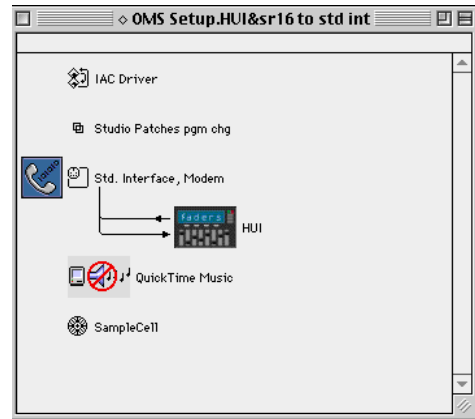 ◇ OMS Setup.HUI&sr16 to std int
IAC Driver
Studio Patches pgm chg
Std. Interface, Modem
faders
HUI
QuickTime Music
SampleCell